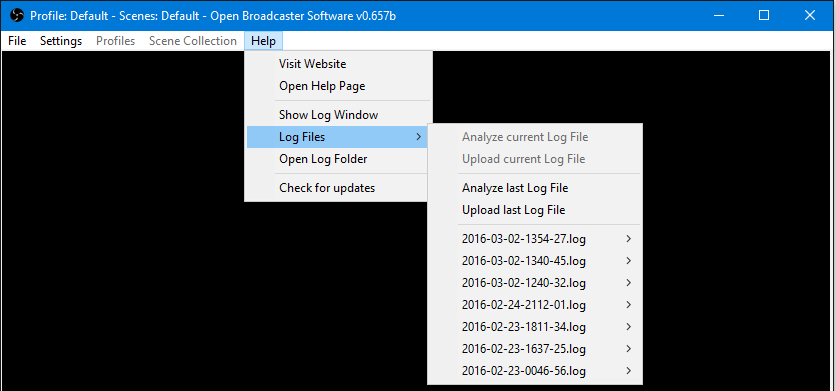 Profile: Default - Scenes: Default - Open Broadcaster Software v0.657b
File Settings Profiles Scene Collection Help
Visit Website
Open Help Page
Show Log Window
Log Files
Open Log Folder
Check for updates
Analyze current Log File
Upload current Log File
Analyze last Log File
Upload last Log File
2016-03-02-1354-27.log
2016-03-02-1340-45.log
2016-03-02-1240-32.log
2016-02-24-2112-01.log
2016-02-23-1811-34.log
2016-02-23-1637-25.log
2016-02-23-0046-56.log